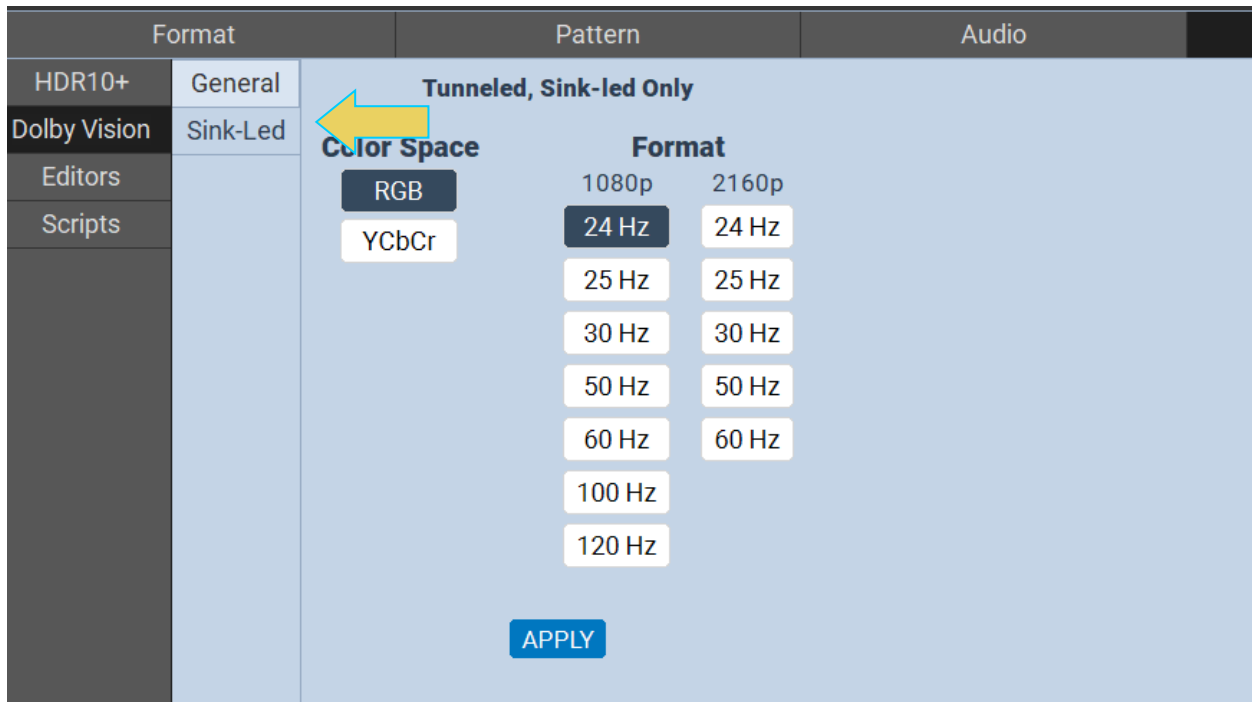 Format Pattern Audio
HDR10+ General Tunneled, Sink-led Only
Dolby Vision Sink-Led
Color Space Format
Editors RGB 1080p 2160p
Scripts YCbCr 24 Hz 24 Hz
25 Hz 25 Hz
30 Hz 30 Hz
50 Hz 50 Hz
60 Hz 60 Hz
100 Hz
120 Hz
APPLY